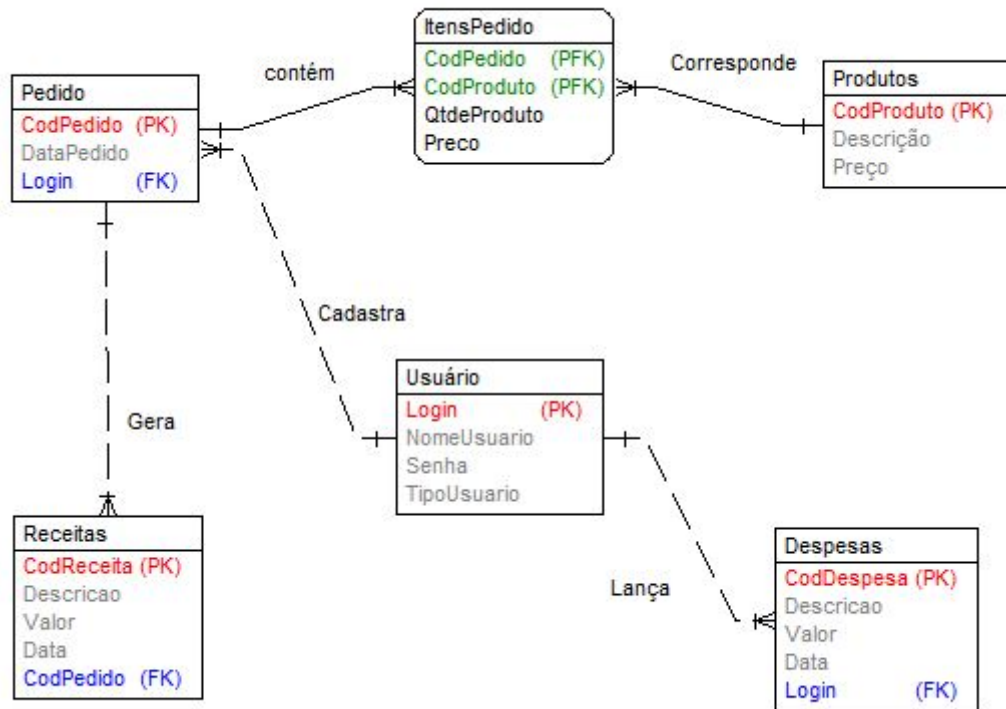 ItensPedido
CodPedido (PFK)
CodProduto (PFK)
QtdeProduto
Preco
contém
Corresponde
Pedido
CodPedido (PK)
DataPedido
Login (FK)
Produtos
CodProduto (PK)
Descrição
Preço
Cadastra
Usuário
Login (PK)
NomeUsuario
Senha
TipoUsuario
Gera
Receitas
CodReceita (PK)
Descricao
Valor
Data
CodPedido (FK)
Lança
Despesas
CodDespesa (PK)
Descricao
Valor
Data
Login (FK)